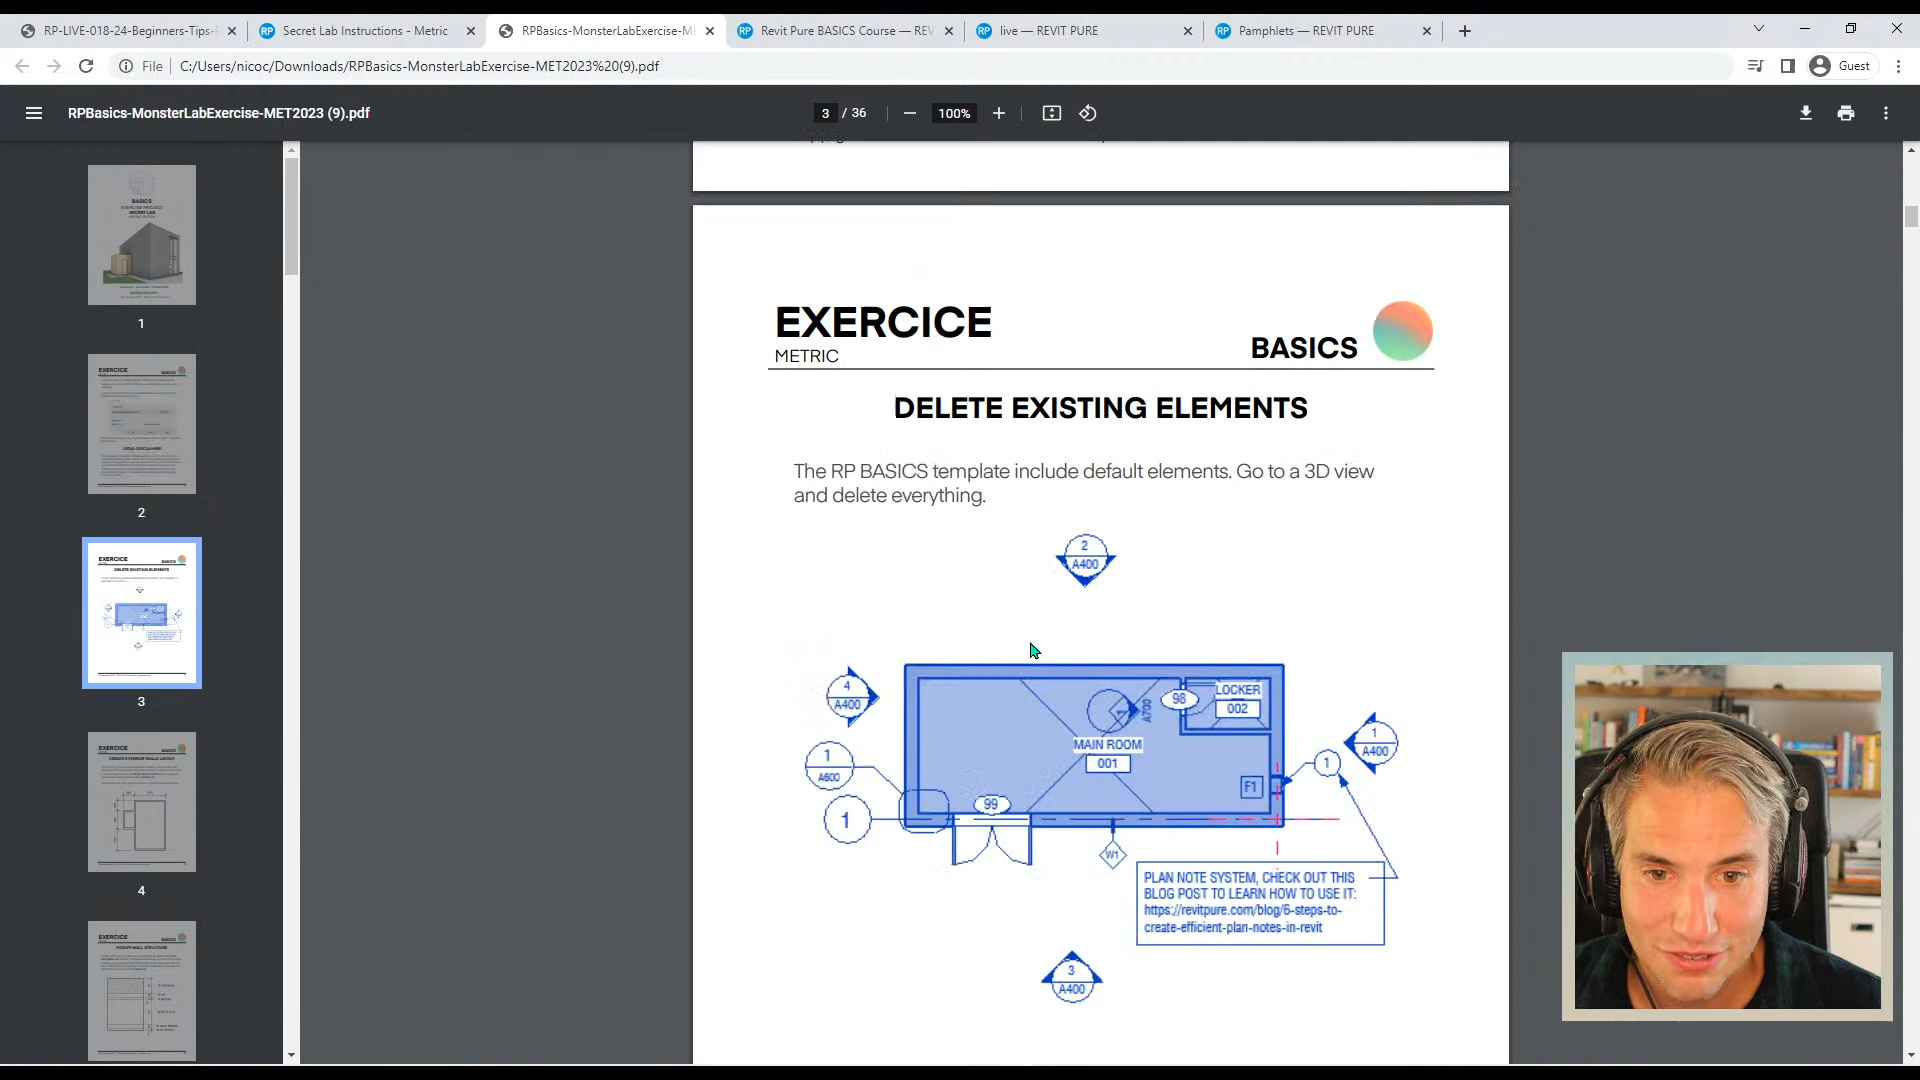 RP-LIVE-018-24-Beginners-Tips-
Secret Lab Instructions - Metric
RPBasics-MonsterLabExercise-ME
Revit Pure BASICS Course — REV
live — REVIT PURE
Pamphlets — REVIT PURE
File
C:/Users/nicoc/Downloads/RPBasics-MonsterLabExercise-MET2023%20(9).pdf
Guest
RPBasics-MonsterLabExercise-MET2023 (9).pdf
3 / 36
100%
1
2
3
4
EXERCICE
METRIC
BASICS
DELETE EXISTING ELEMENTS
The RP BASICS template include default elements. Go to a 3D view
and delete everything.
2
A400
4
A400
1
A600
1
98
LOCKER
002
A700
1
MAIN ROOM
001
F1
99
W1
1
1
A400
PLAN NOTE SYSTEM, CHECK OUT THIS
BLOG POST TO LEARN HOW TO USE IT:
https://revitpure.com/blog/6-steps-to-
create-efficient-plan-notes-in-revit
3
A400